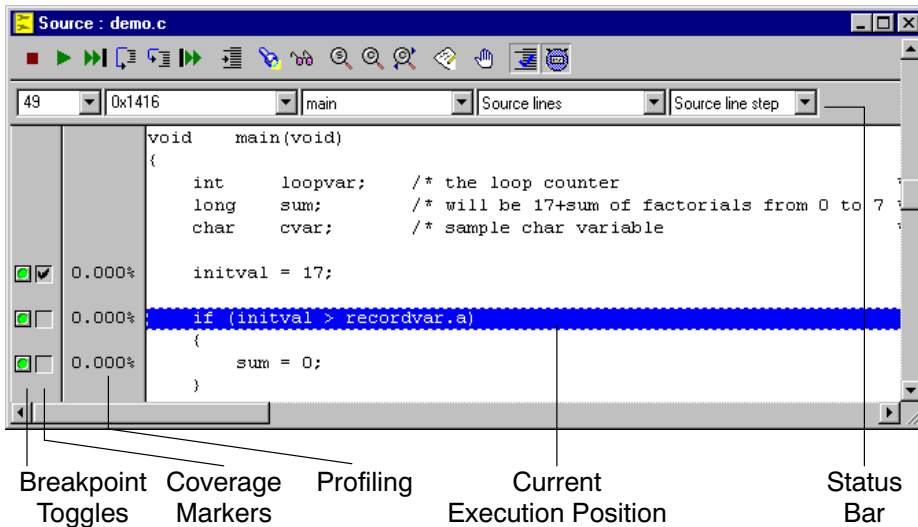 Source : demo.c
49 0x1416 main Source lines Source line step
void main(void)
{
int loopvar; /* the loop counter
long sum; /* will be 17+sum of factorials from 0 to 7
char cvar; /* sample char variable
0.000% initval = 17;
0.000% if (initval > recordvar.a)
{
0.000% sum = 0;
}
Breakpoint Toggles
Coverage Markers
Profiling
Current Execution Position
Status Bar